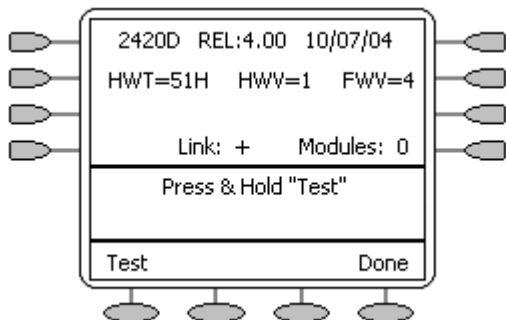 2420D REL:4.00 10/07/04
HWT=51H HWV=1 FWV=4
Link: + Modules: 0
Press & Hold "Test"
Test Done